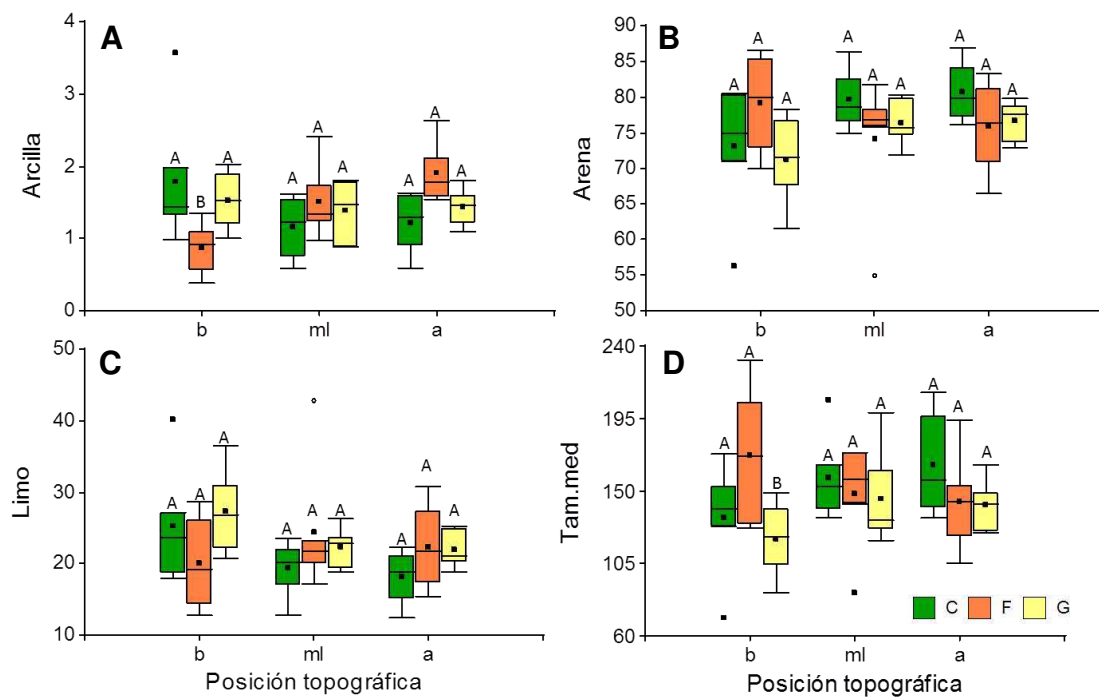 A
Arcilla
4
3
2
1
0
A B A
A A A
A A A
b ml a
B
Arena
90
85
80
75
70
65
60
55
50
A A A
A A A
A A A
b ml a
C
Limo
50
40
30
20
10
A A A
A A A
A A A
b ml a
Posición topográfica
D
Tam.med
240
195
150
105
60
A A B
A A A
A A A
C F G
b ml a
Posición topográfica